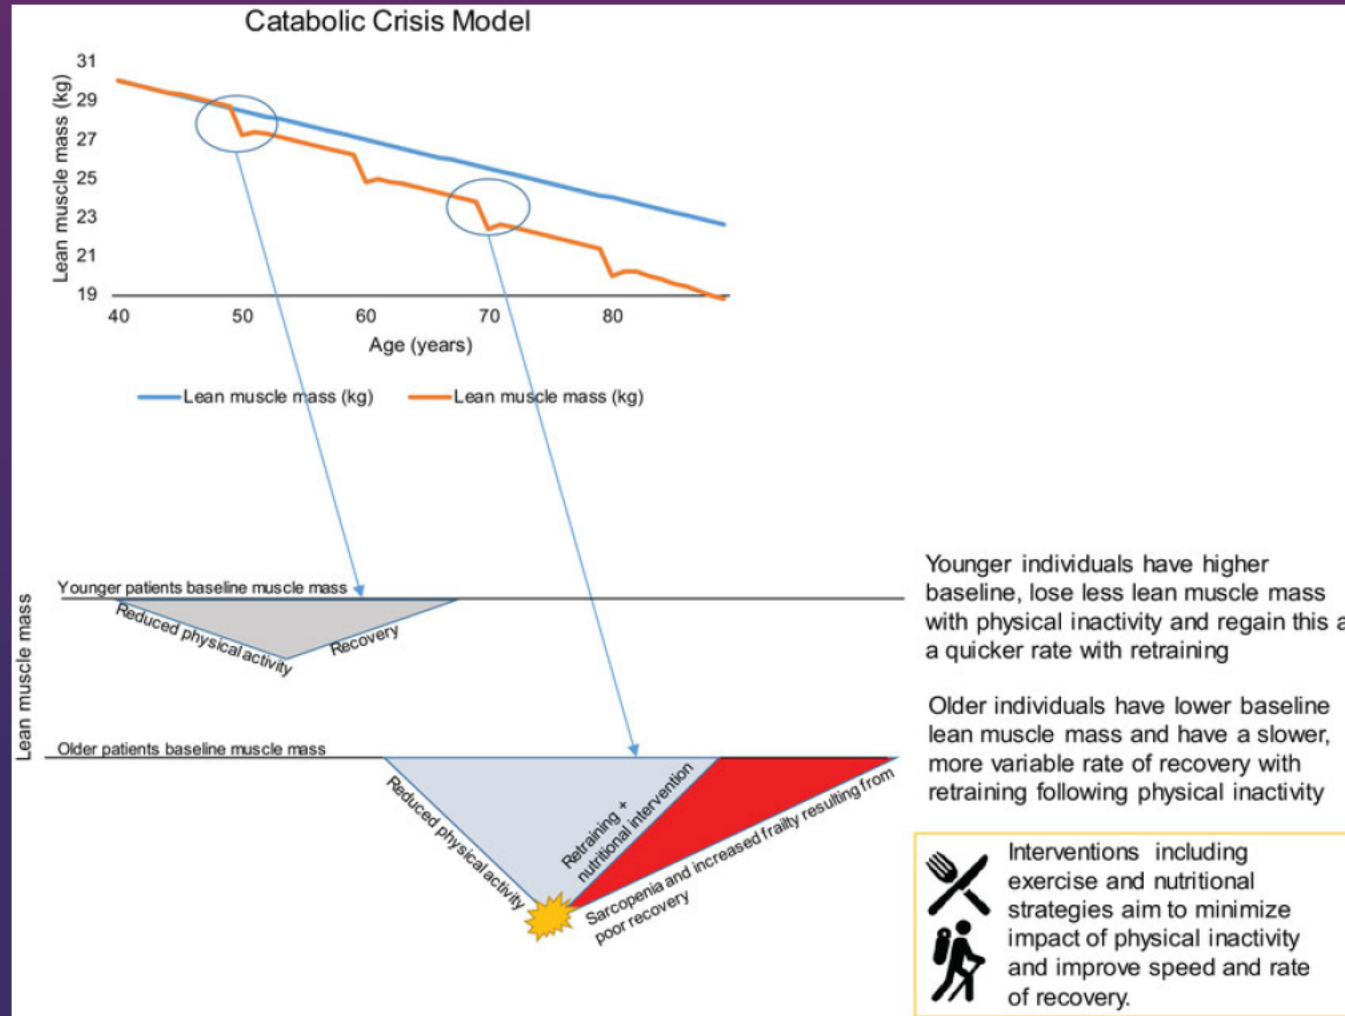 Catabolic Crisis Model
Lean muscle mass (kg)
31
29
27
25
23
21
19
40 50 60 70 80
Age (years)
Lean muscle mass (kg) Lean muscle mass (kg)
Lean muscle mass
Younger patients baseline muscle mass
Reduced physical activity
Recovery
Older patients baseline muscle mass
Reduced physical activity
Retraining +
nutritional intervention
Sarcopenia and increased frailty resulting from
poor recovery
Younger individuals have higher
baseline, lose less lean muscle mass
with physical inactivity and regain this a
a quicker rate with retraining
Older individuals have lower baseline
lean muscle mass and have a slower,
more variable rate of recovery with
retraining following physical inactivity
Interventions including
exercise and nutritional
strategies aim to minimize
impact of physical inactivity
and improve speed and rate
of recovery.